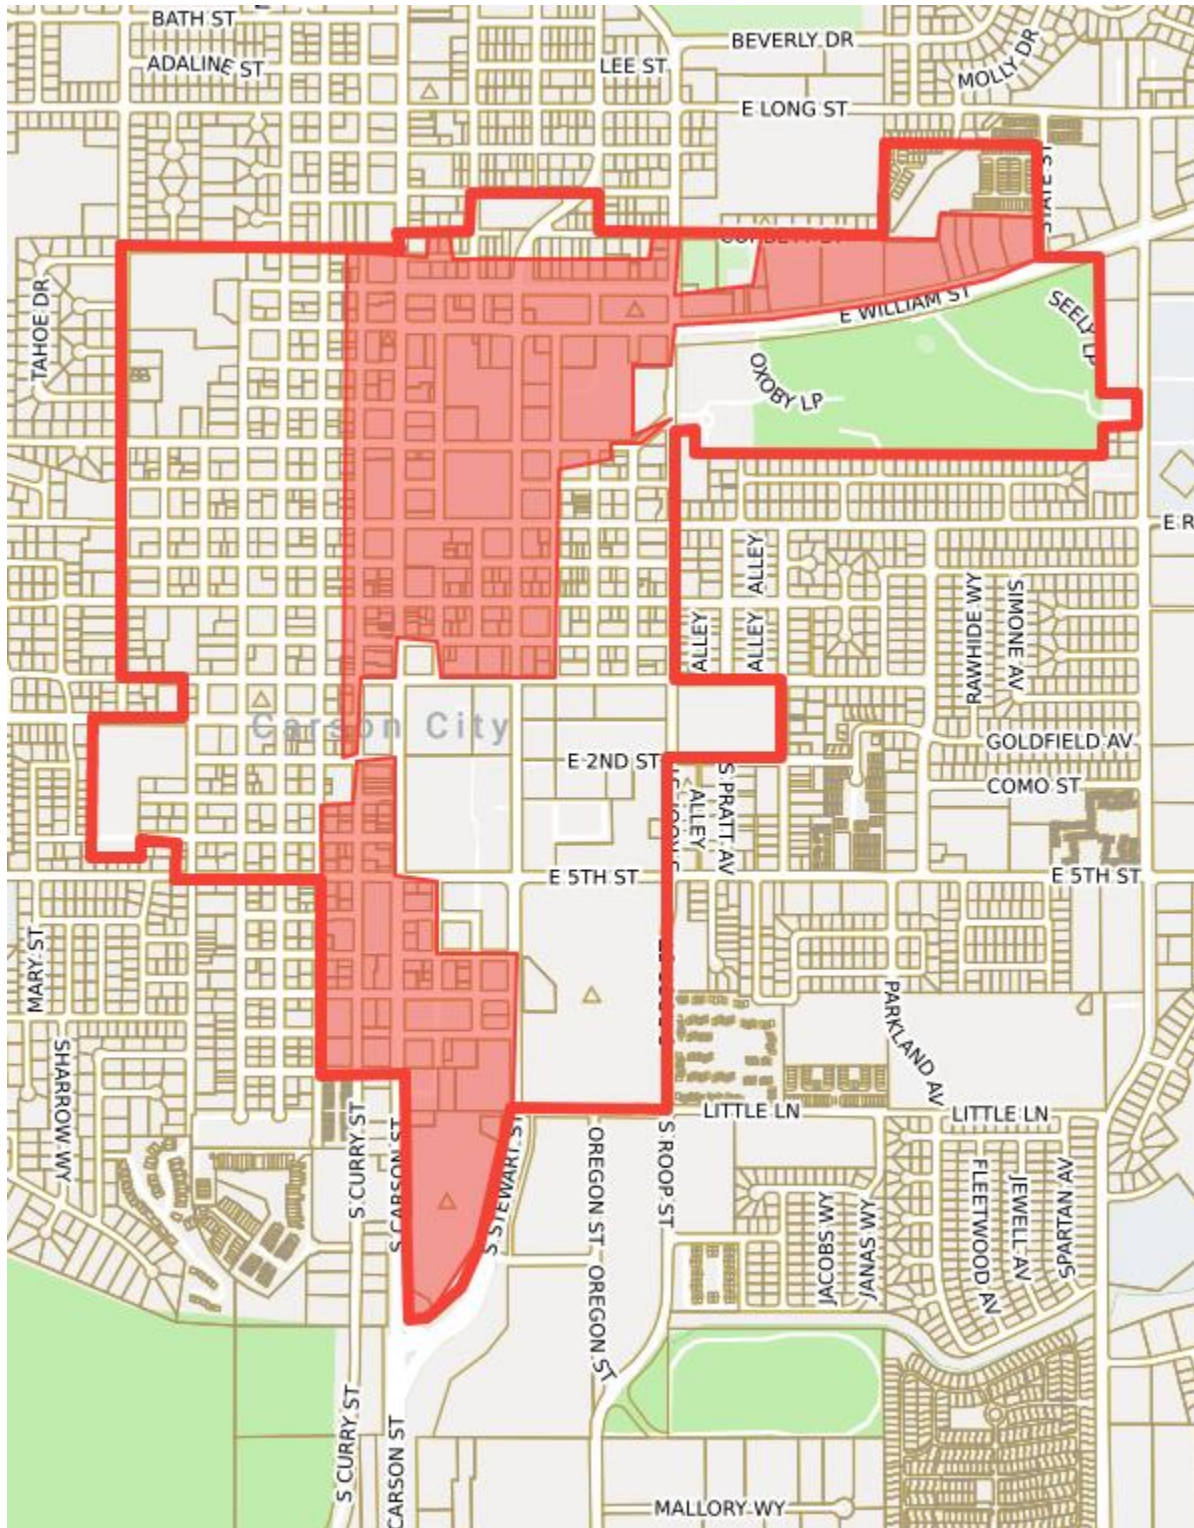 BATH ST
BEVERLY DR
ADALINE ST
LEE ST
MOLLY DR
E LONG ST
STATE ST
TAHOE DR
E WILLIAM ST
SEELY LP
OXOBY LP
E R
ALLEY
ALLEY
ALLEY
ALLEY
RAWHIDE WY
SIMONE AV
Carson City
GOLDFIELD AV
E 2ND ST
COMO ST
S PRATT AV
ALLEY
E 5TH ST
E 5TH ST
MARY ST
PARKLAND AV
SHARROW WY
LITTLE LN
LITTLE LN
S CURRY ST
S CARSON ST
S STEWART ST
OREGON ST
S ROOP ST
JACOBS WY
JANAS WY
FLEETWOOD AV
JEWELL AV
SPARTAN AV
OREGON ST
S CURRY ST
CARSON ST
MALLORY WY